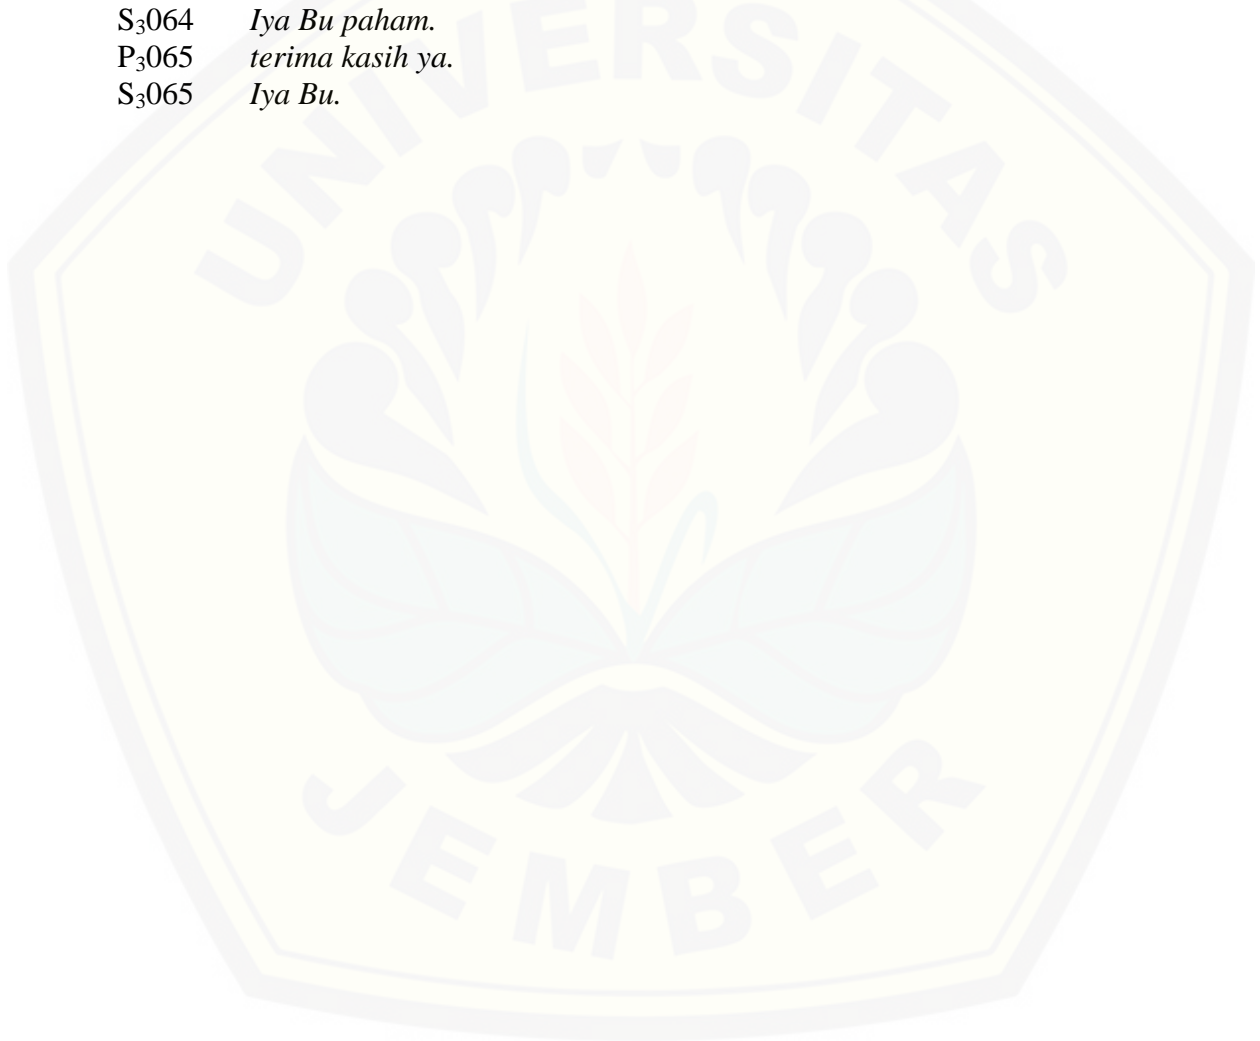 S₃064 Iya Bu paham.
P₃065 terima kasih ya.
S₃065 Iya Bu.
UNIVERSITAS
JEMBER